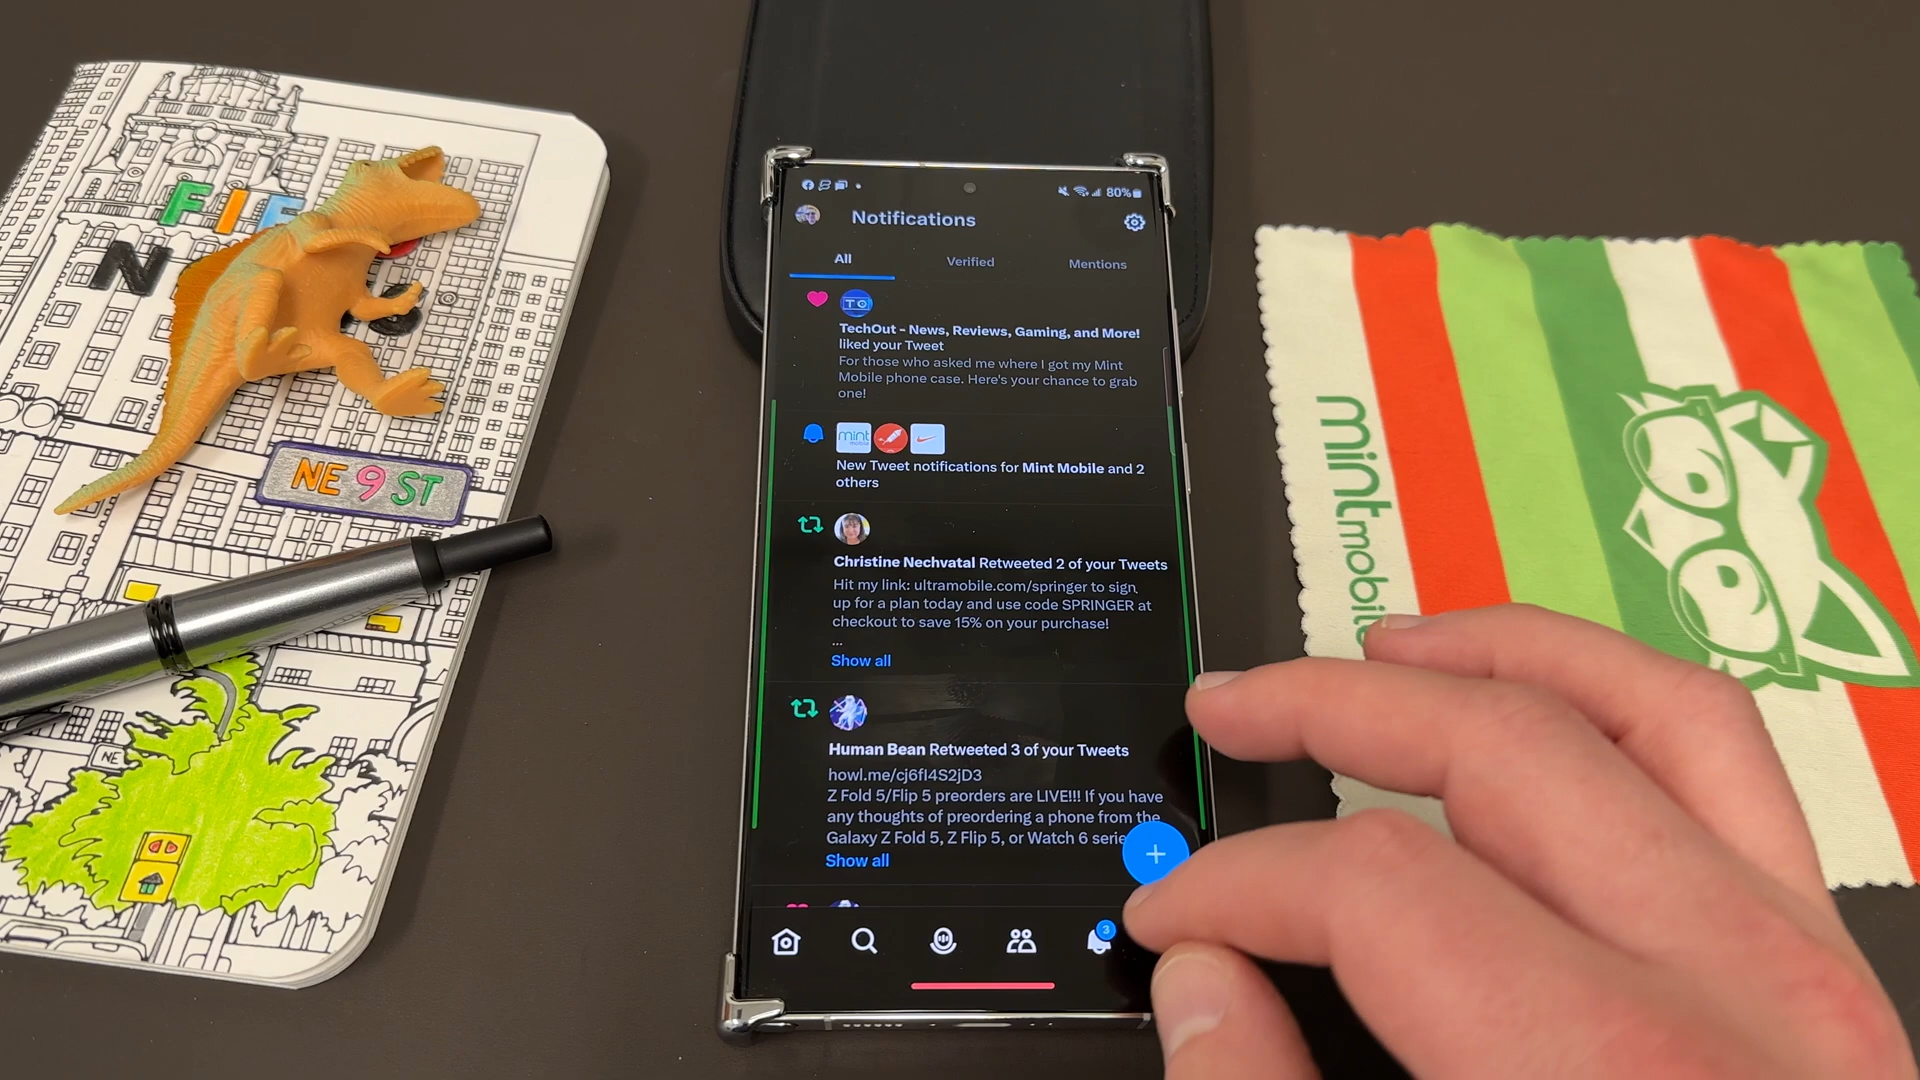 FIF
N
NE 9 ST
NE
80%
Notifications
All
Verified
Mentions
TO
TechOut - News, Reviews, Gaming, and More!
liked your Tweet
For those who asked me where I got my Mint
Mobile phone case. Here's your chance to grab
one!
mint
mobile
New Tweet notifications for Mint Mobile and 2
others
Christine Nechvatal Retweeted 2 of your Tweets
Hit my link: ultramobile.com/springer to sign
up for a plan today and use code SPRINGER at
checkout to save 15% on your purchase!
...
Show all
Human Bean Retweeted 3 of your Tweets
howl.me/cj6fI4S2jD3
Z Fold 5/Flip 5 preorders are LIVE!!! If you have
any thoughts of preordering a phone from the
Galaxy Z Fold 5, Z Flip 5, or Watch 6 serie
Show all
3
mint
mobile